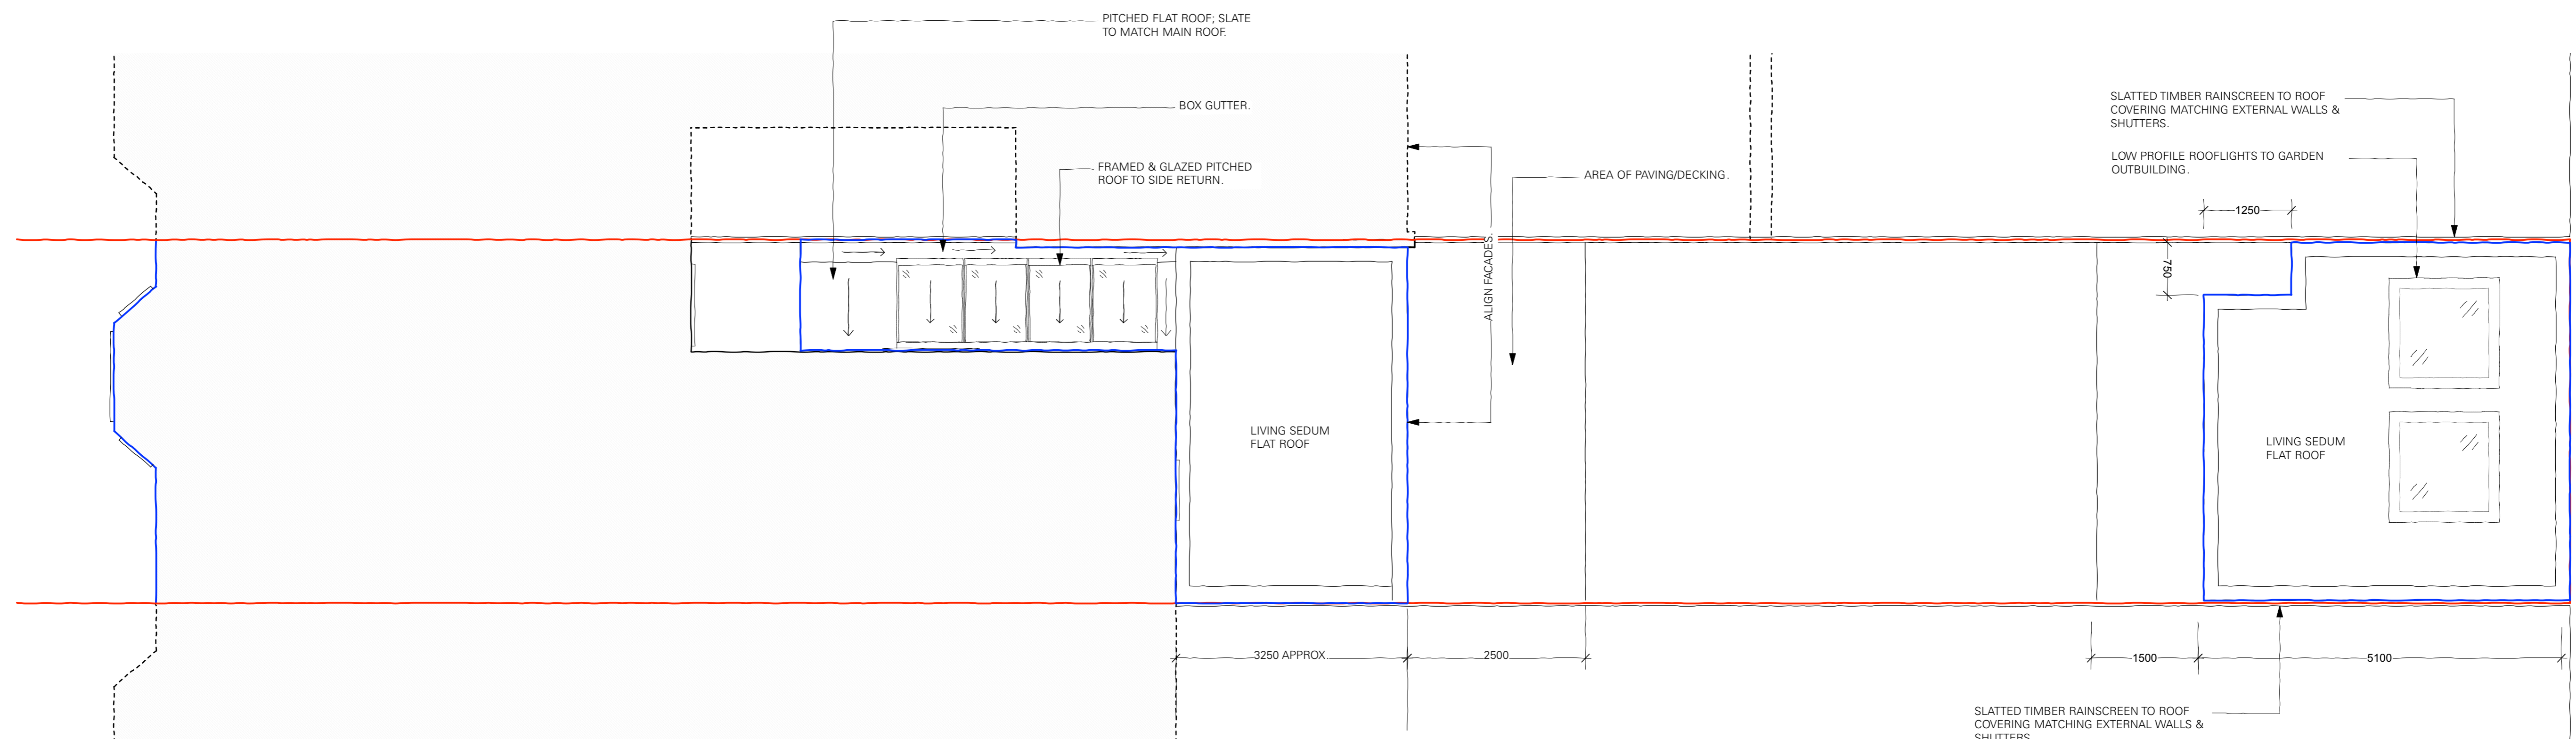 PITCHED FLAT ROOF; SLATE
TO MATCH MAIN ROOF.
BOX GUTTER.
FRAMED & GLAZED PITCHED
ROOF TO SIDE RETURN.
ALIGN FACADES.
AREA OF PAVING/DECKING.
SLATTED TIMBER RAINSCREEN TO ROOF
COVERING MATCHING EXTERNAL WALLS &
SHUTTERS.
LOW PROFILE ROOFLIGHTS TO GARDEN
OUTBUILDING.
1250
750
LIVING SEDUM
FLAT ROOF
LIVING SEDUM
FLAT ROOF
3250 APPROX.
2500
1500
5100
SLATTED TIMBER RAINSCREEN TO ROOF
COVERING MATCHING EXTERNAL WALLS &
SHUTTERS